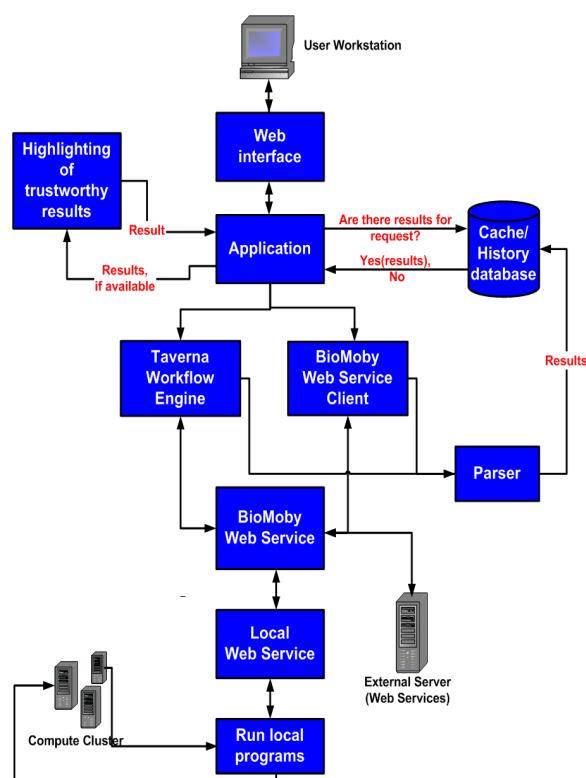 User Workstation
Web
interface
Highlighting
of
trustworthy
results
Result
Application
Are there results for
request?
Yes(results),
No
Cache/
History
database
Results,
if available
Taverna
Workflow
Engine
BioMoby
Web Service
Client
Results
Parser
BioMoby
Web Service
Local
Web Service
External Server
(Web Services)
Compute Cluster
Run local
programs